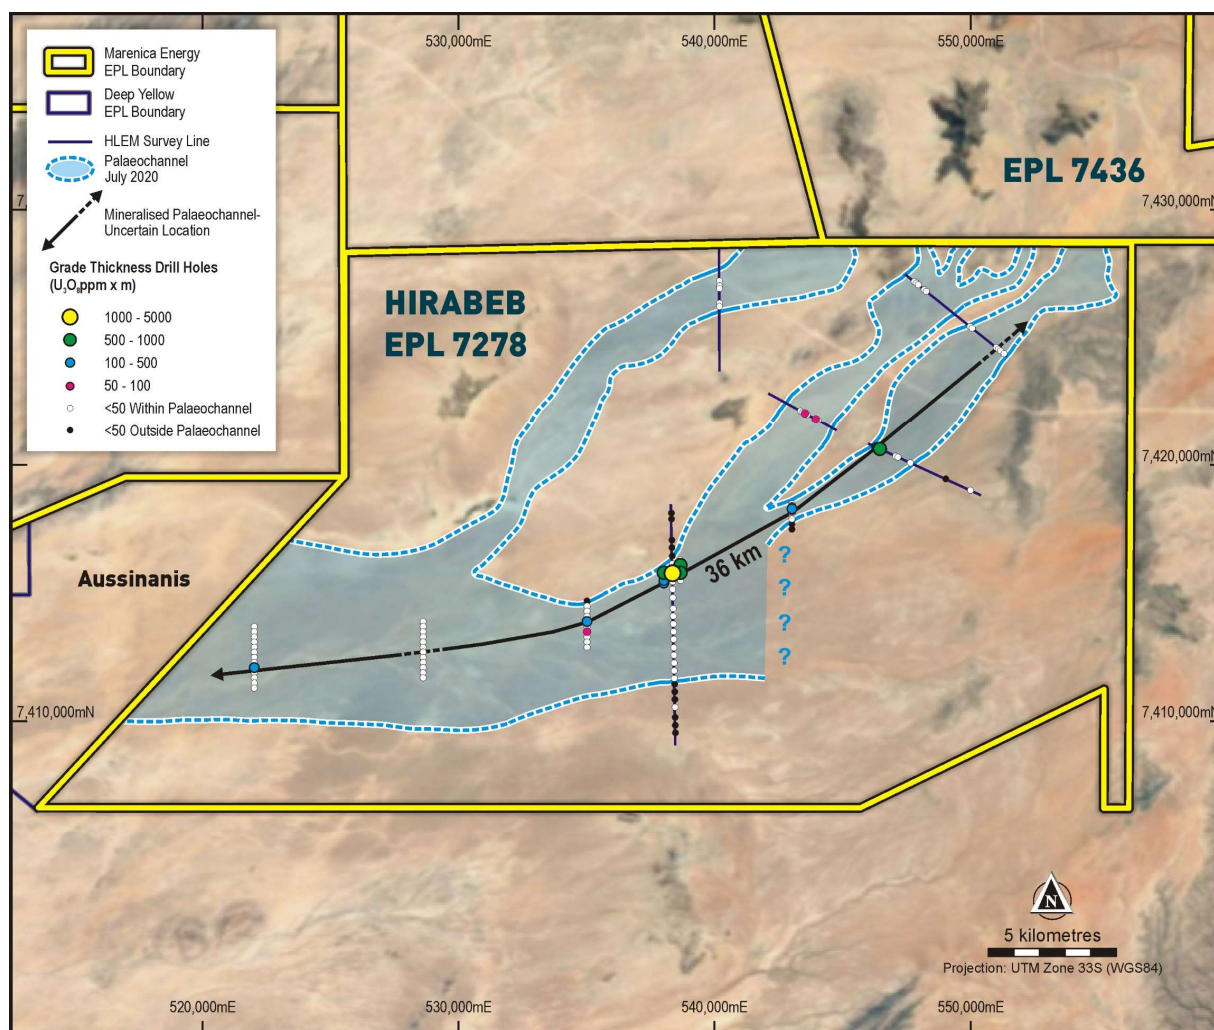 530,000mE
540,000mE
550,000mE
Marenica Energy
EPL Boundary
Deep Yellow
EPL Boundary
HLEM Survey Line
Palaeochannel
July 2020
Mineralised Palaeochannel-
Uncertain Location
Grade Thickness Drill Holes
(U3O8ppm x m)
1000 - 5000
500 - 1000
100 - 500
50 - 100
<50 Within Palaeochannel
<50 Outside Palaeochannel
EPL 7436
7,430,000mN
HIRABEB
EPL 7278
7,420,000mN
36 km
?
?
?
?
Aussinanis
7,410,000mN
7,410,000mN
N
5 kilometres
Projection: UTM Zone 33S (WGS84)
520,000mE
530,000mE
540,000mE
550,000mE